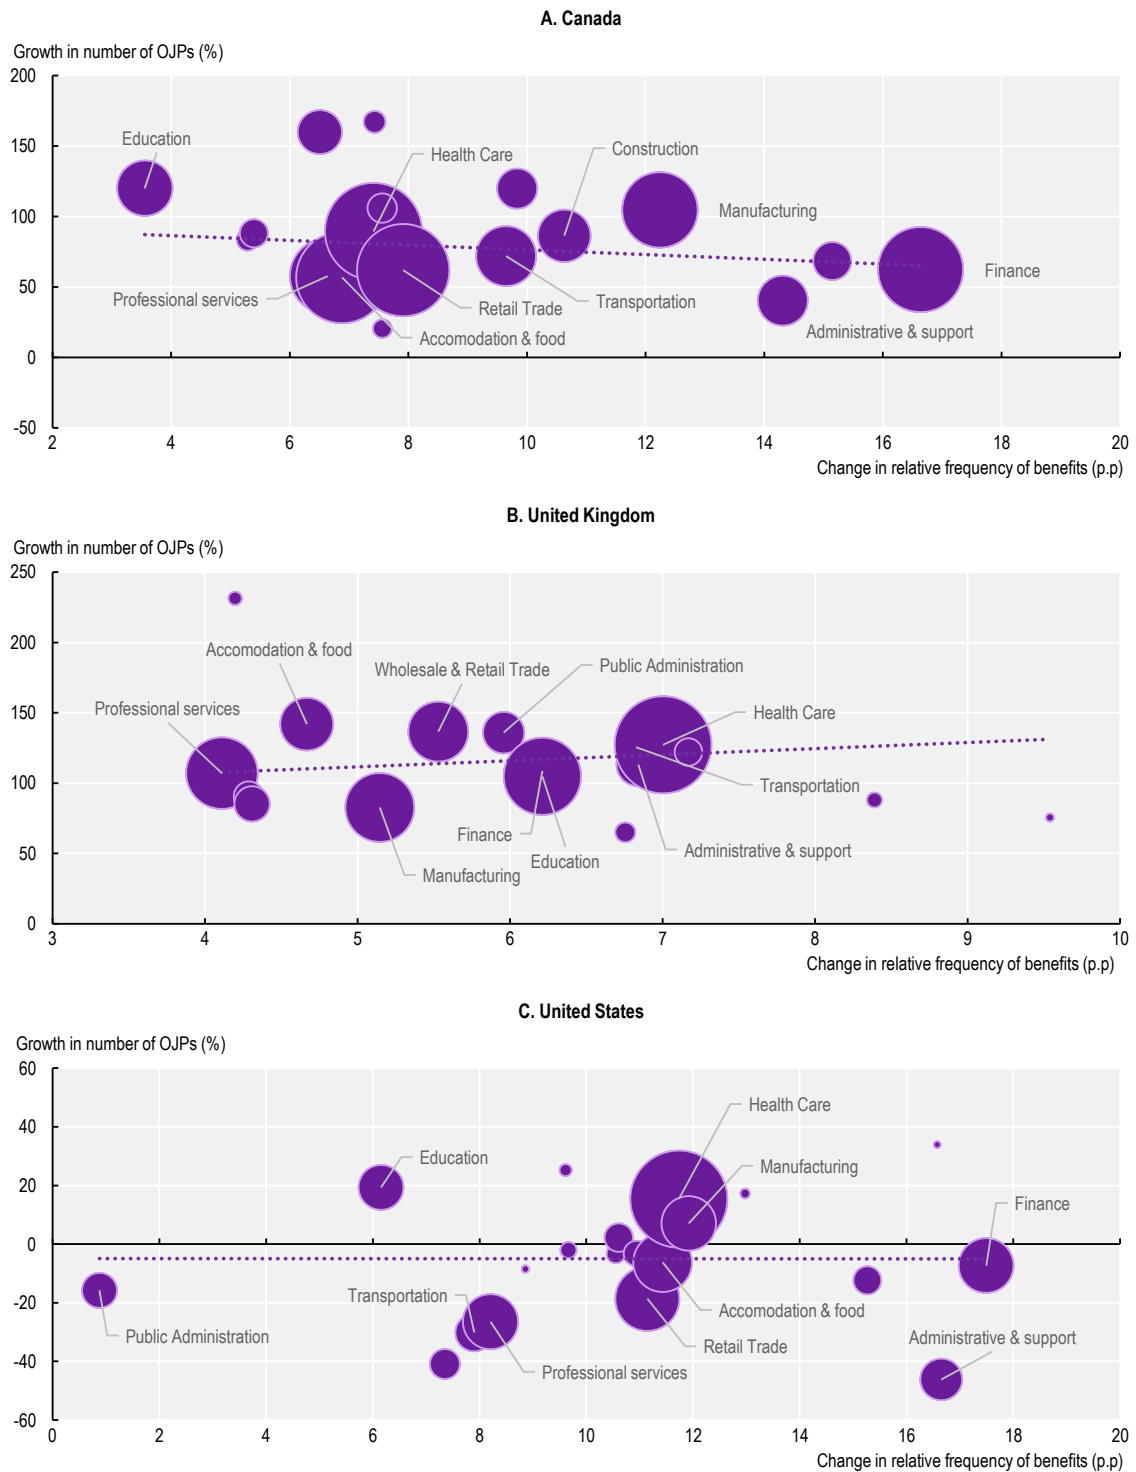 A. Canada
Growth in number of OJPs (%)
200
150
100
50
0
-50
Education
Health Care
Construction
Manufacturing
Finance
Professional services
Retail Trade
Transportation
Administrative & support
Accomodation & food
2 4 6 8 10 12 14 16 18 20
Change in relative frequency of benefits (p.p)
B. United Kingdom
Growth in number of OJPs (%)
250
200
150
100
50
0
Accomodation & food
Wholesale & Retail Trade
Public Administration
Professional services
Health Care
Transportation
Finance
Education
Administrative & support
Manufacturing
3 4 5 6 7 8 9 10
Change in relative frequency of benefits (p.p)
C. United States
Growth in number of OJPs (%)
60
40
20
0
-20
-40
-60
Health Care
Education
Manufacturing
Finance
Transportation
Accomodation & food
Public Administration
Retail Trade
Administrative & support
Professional services
0 2 4 6 8 10 12 14 16 18 20
Change in relative frequency of benefits (p.p)